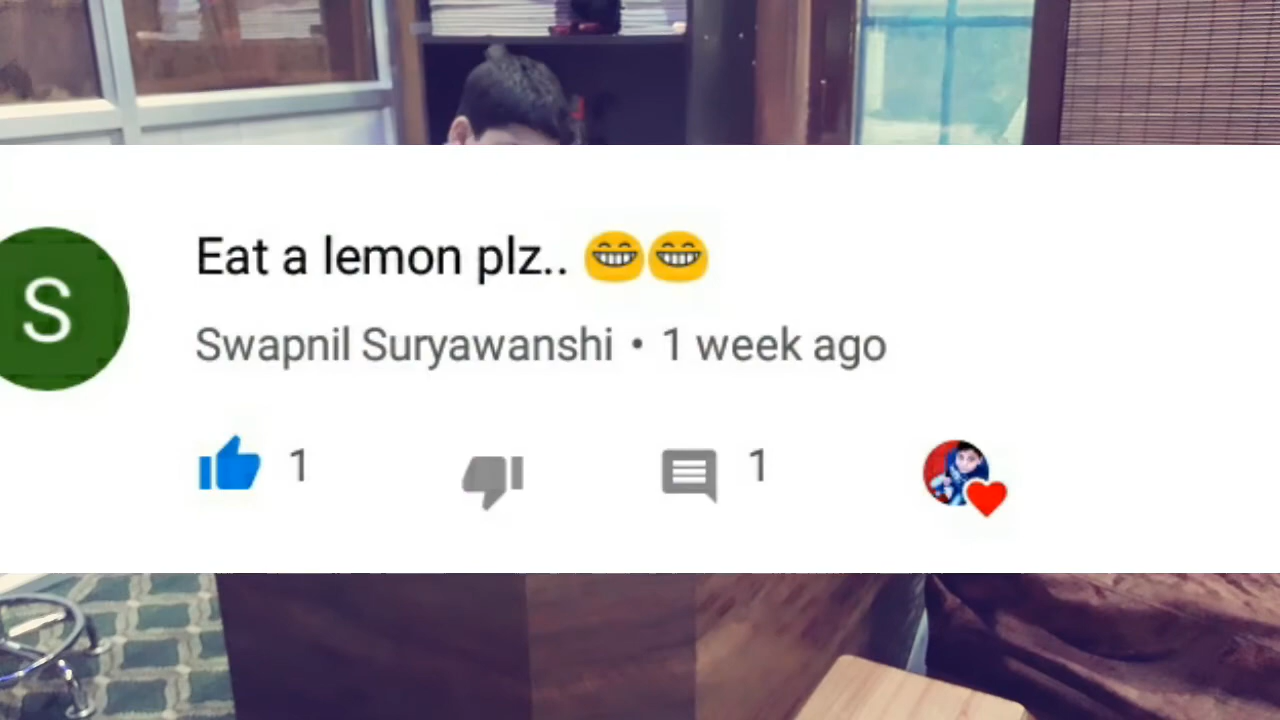 S
Eat a lemon plz.. 😁😁
Swapnil Suryawanshi • 1 week ago
1 1